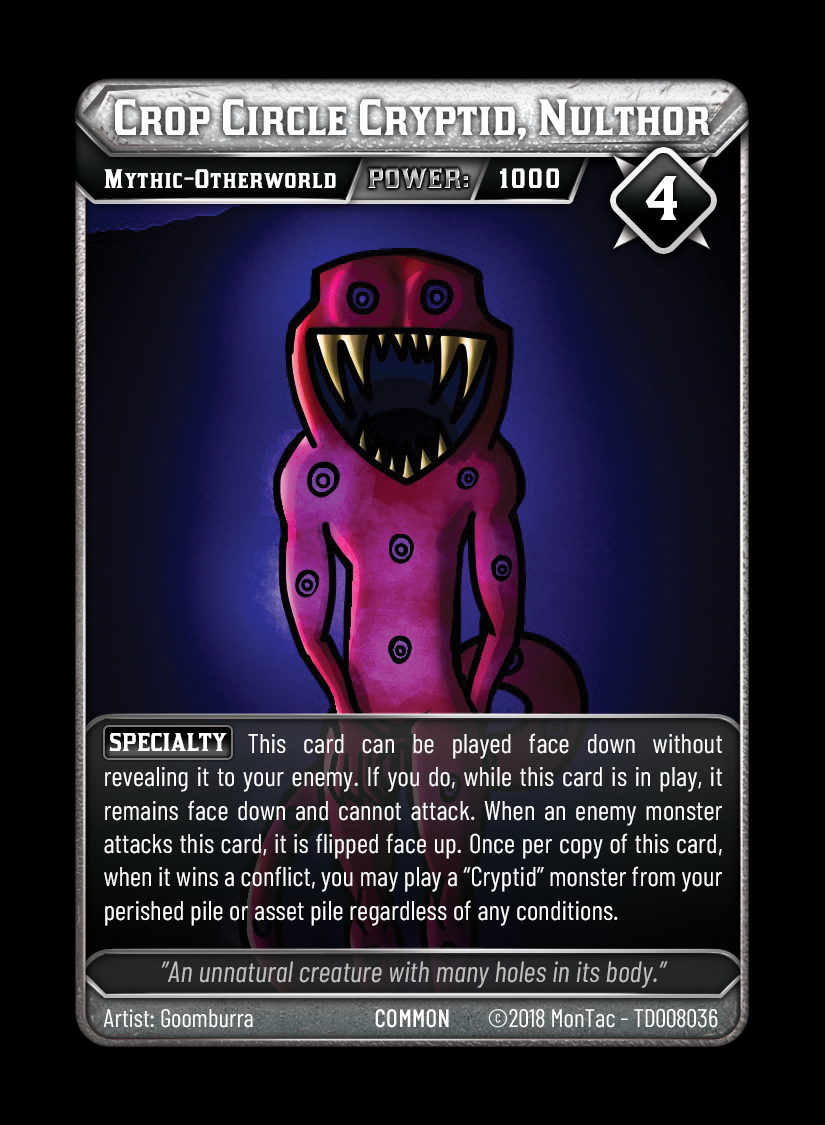 Crop Circle Cryptid, Nulthor
Mythic-Otherworld POWER: 1000
4
SPECIALTY This card can be played face down without
revealing it to your enemy. If you do, while this card is in play, it
remains face down and cannot attack. When an enemy monster
attacks this card, it is flipped face up. Once per copy of this card,
when it wins a conflict, you may play a “Cryptid” monster from your
perished pile or asset pile regardless of any conditions.
“An unnatural creature with many holes in its body.”
Artist: Goomburra COMMON ©2018 MonTac - TD008036